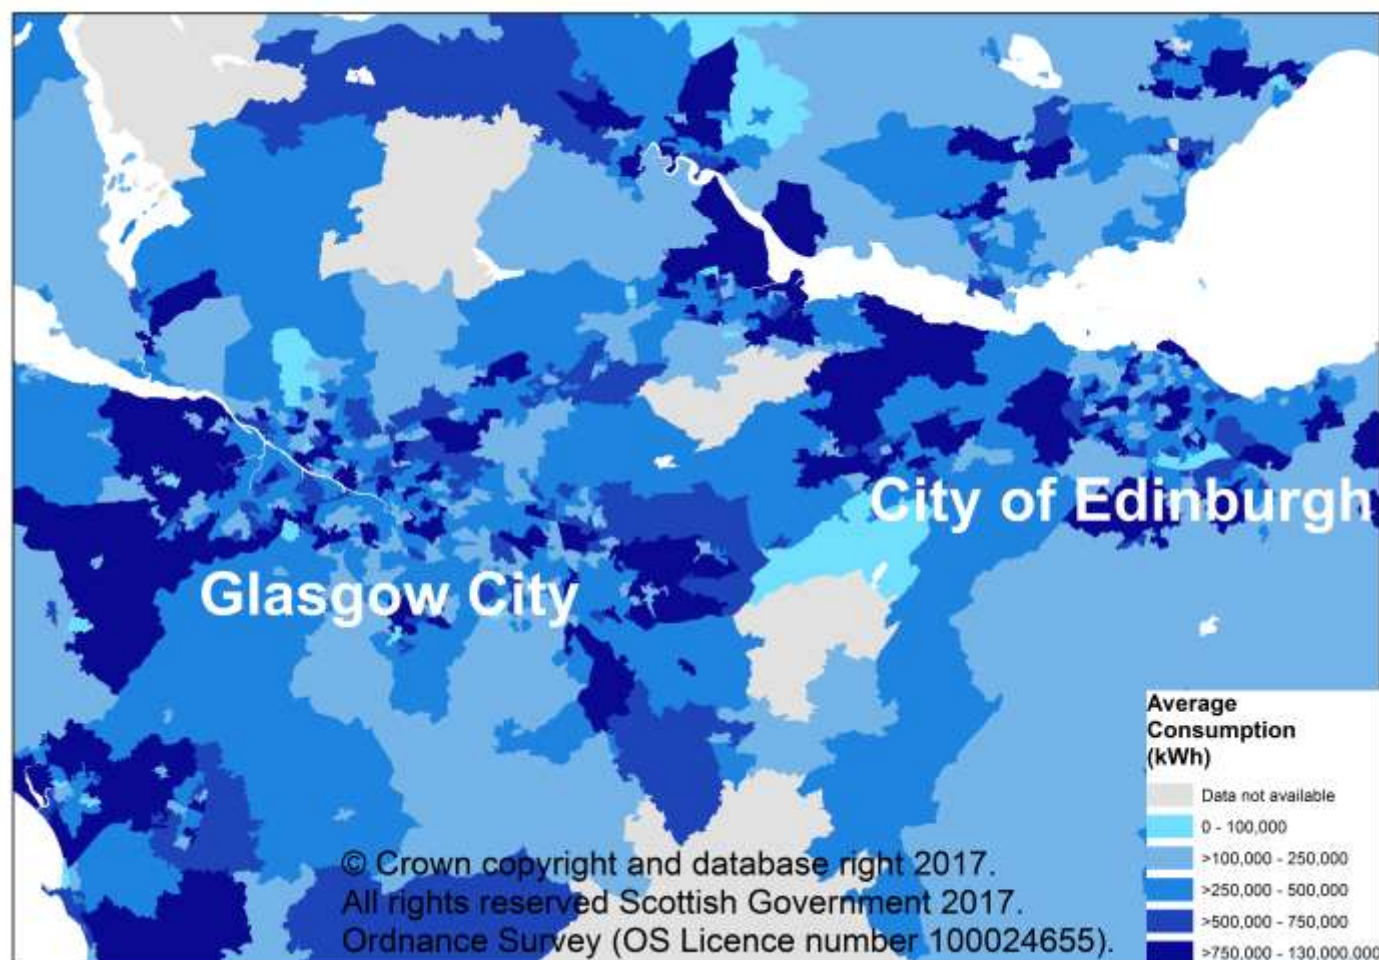 City of Edinburgh
Glasgow City
Average
Consumption
(kWh)
Data not available
0 - 100,000
>100,000 - 250,000
>250,000 - 500,000
>500,000 - 750,000
>750,000 - 130,000,000
© Crown copyright and database right 2017.
All rights reserved Scottish Government 2017.
Ordnance Survey (OS Licence number 100024655).